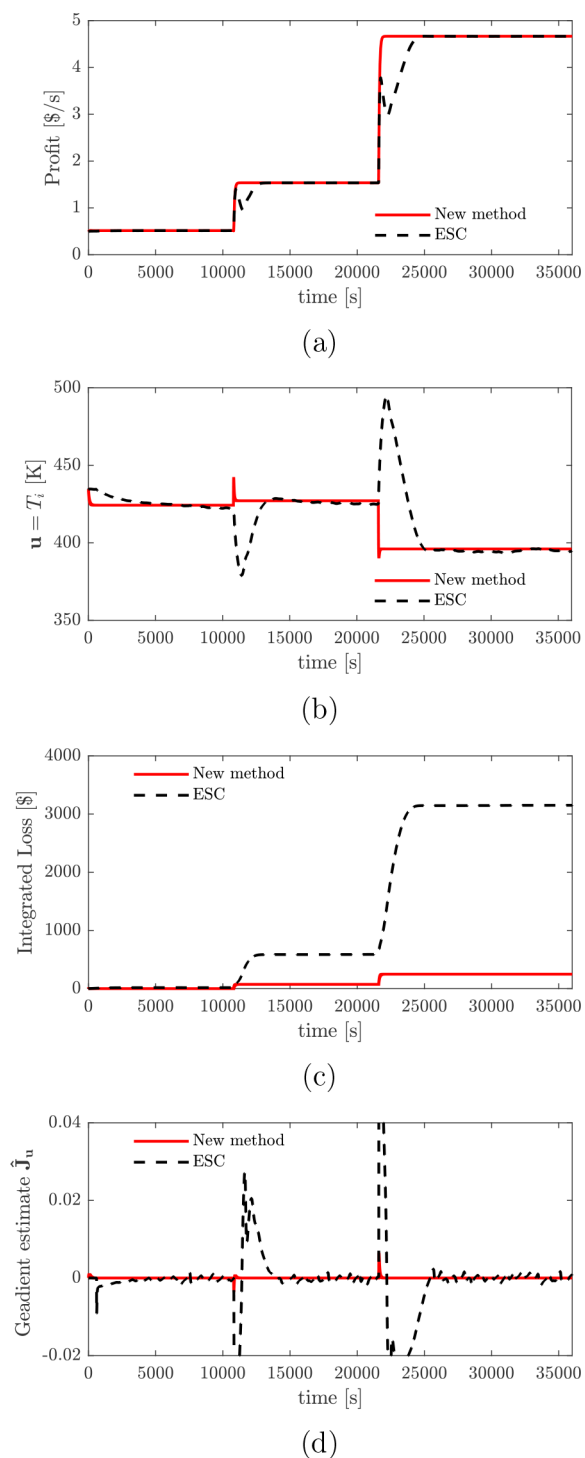 5
4
3
2
1
0
Profit [$/s]
New method
ESC
0 5000 10000 15000 20000 25000 30000 35000
time [s]
(a)
500
450
400
350
u = T_i [K]
New method
ESC
0 5000 10000 15000 20000 25000 30000 35000
time [s]
(b)
4000
3000
2000
1000
0
Integrated Loss [$]
New method
ESC
0 5000 10000 15000 20000 25000 30000 35000
time [s]
(c)
0.04
0.02
0
-0.02
Geadient estimate Ĵ_u
New method
ESC
0 5000 10000 15000 20000 25000 30000 35000
time [s]
(d)